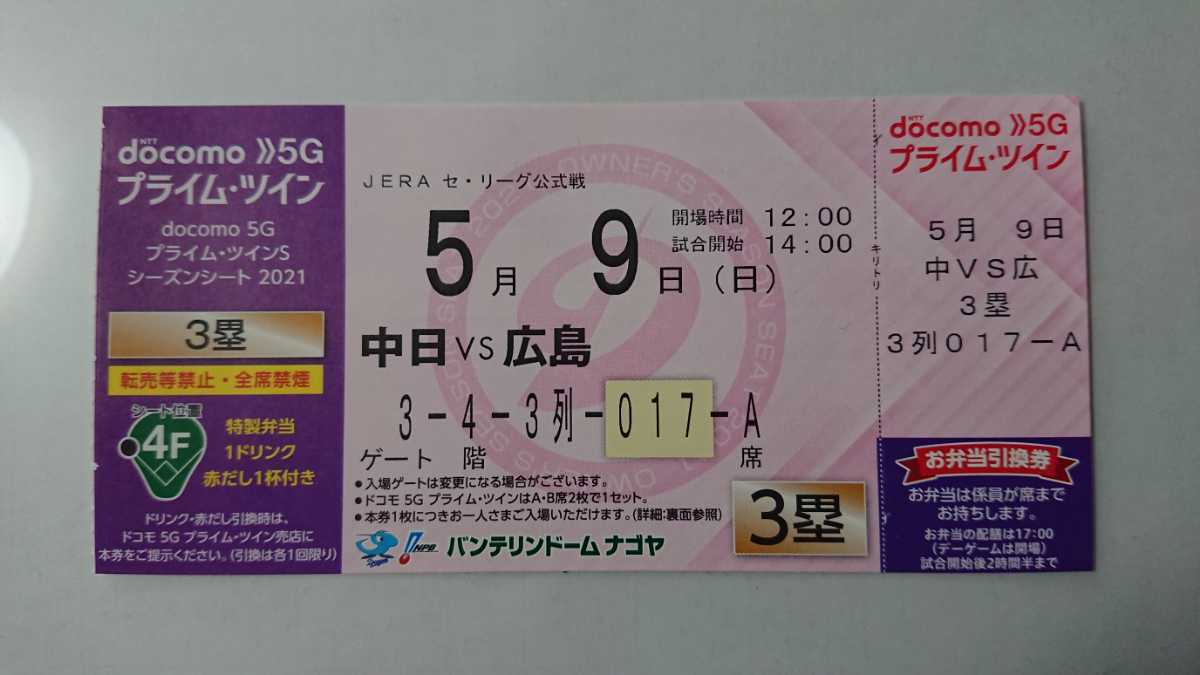 NTT
docomo 》5G
プライム・ツイン
docomo 5G
プライム・ツインS
シーズンシート 2021
3塁
転売等禁止・全席禁煙
シート位置
4F
特製弁当
1ドリンク
赤だし1杯付き
ドリンク・赤だし引換時は、
ドコモ 5G プライム・ツイン売店に
本券をご提示ください。(引換は各1回限り)
JERA セ・リーグ公式戦
5月 9日(日)
開場時間 12:00
試合開始 14:00
中日 VS 広島
3-4-3列-017-A
ゲート 階 席
●入場ゲートは変更になる場合がございます。
●ドコモ 5G プライム・ツインはA・B席2枚で1セット。
●本券1枚につきお一人さまご入場いただけます。(詳細:裏面参照)
3塁
NPB バンテリンドーム ナゴヤ
キリトリ
NTT
docomo 》5G
プライム・ツイン
5月 9日
中VS広
3塁
3列017-A
お弁当引換券
お弁当は係員が席まで
お持ちします。
お弁当の配膳は17:00
(デーゲームは開場)
試合開始後2時間半まで